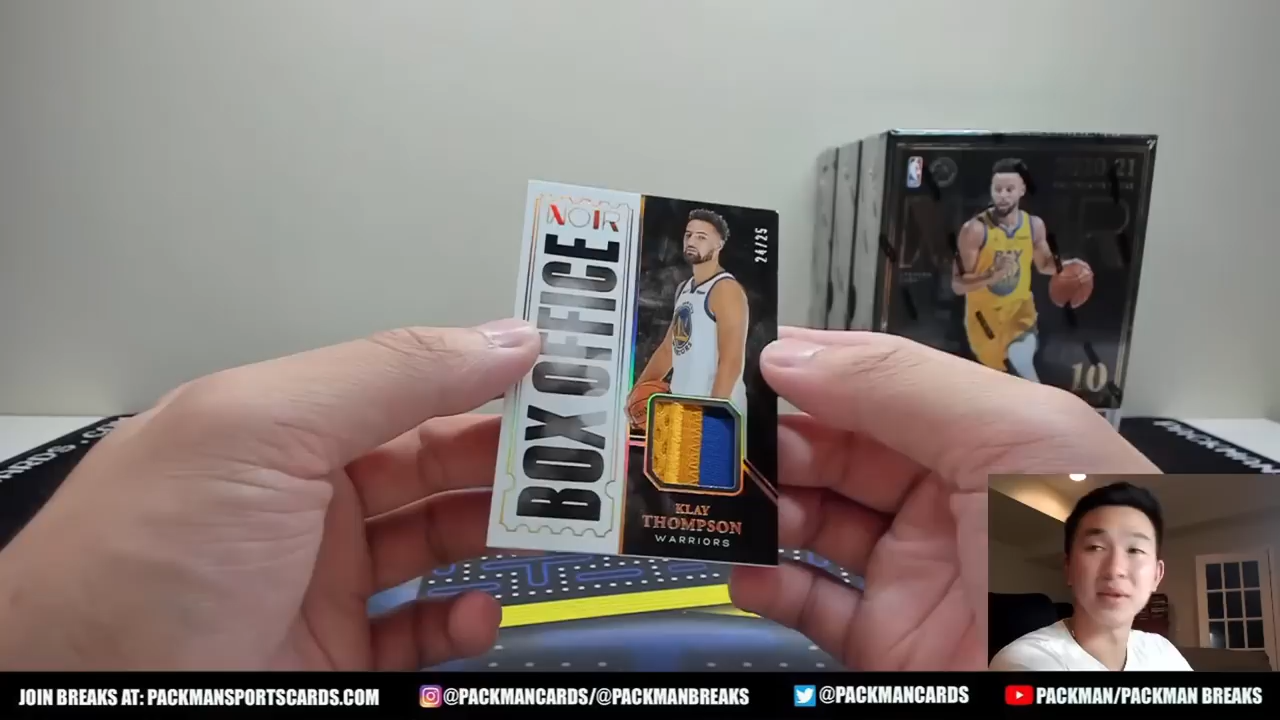 NOIR
BOX OFFICE
24/25
KLAY
THOMPSON
WARRIORS
2020-21
10
JOIN BREAKS AT: PACKMANSPORTSCARDS.COM
@PACKMANCARDS/@PACKMANBREAKS
@PACKMANCARDS
PACKMAN/PACKMAN BREAKS